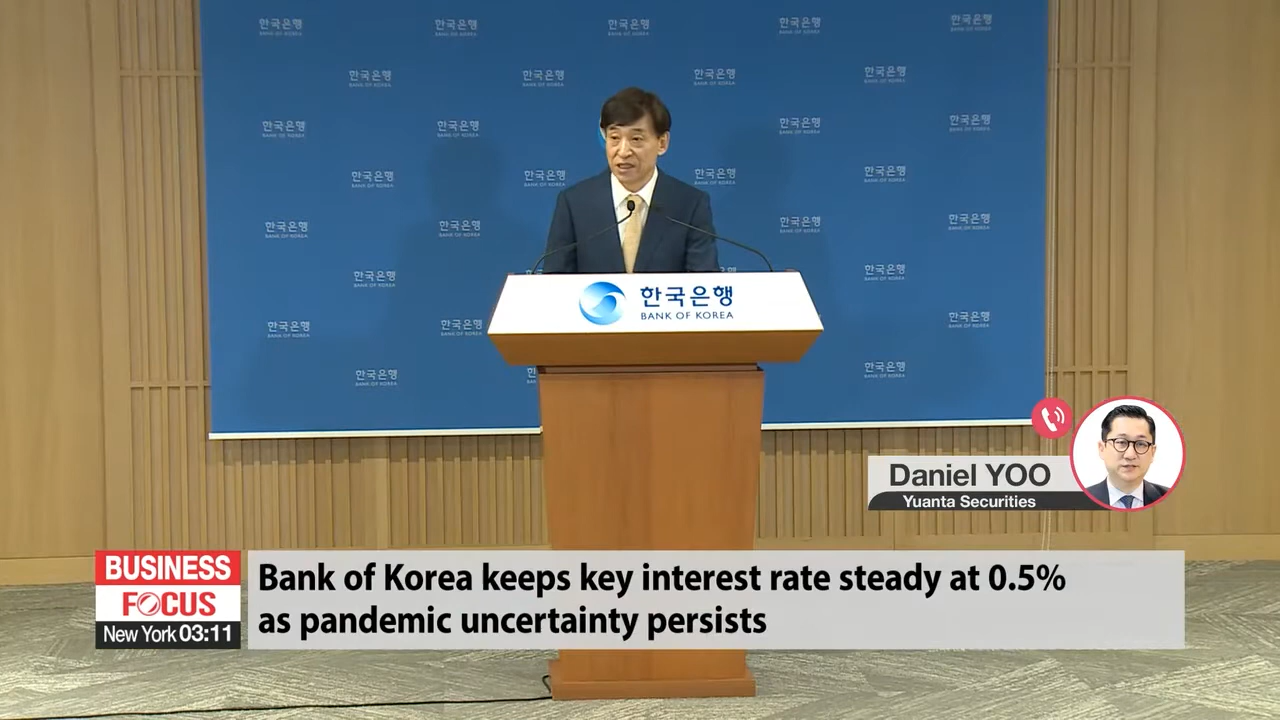 한국은행
BANK OF KOREA
한국은행
BANK OF KOREA
Daniel YOO
Yuanta Securities
BUSINESS
FOCUS
New York 03:11
Bank of Korea keeps key interest rate steady at 0.5%
as pandemic uncertainty persists